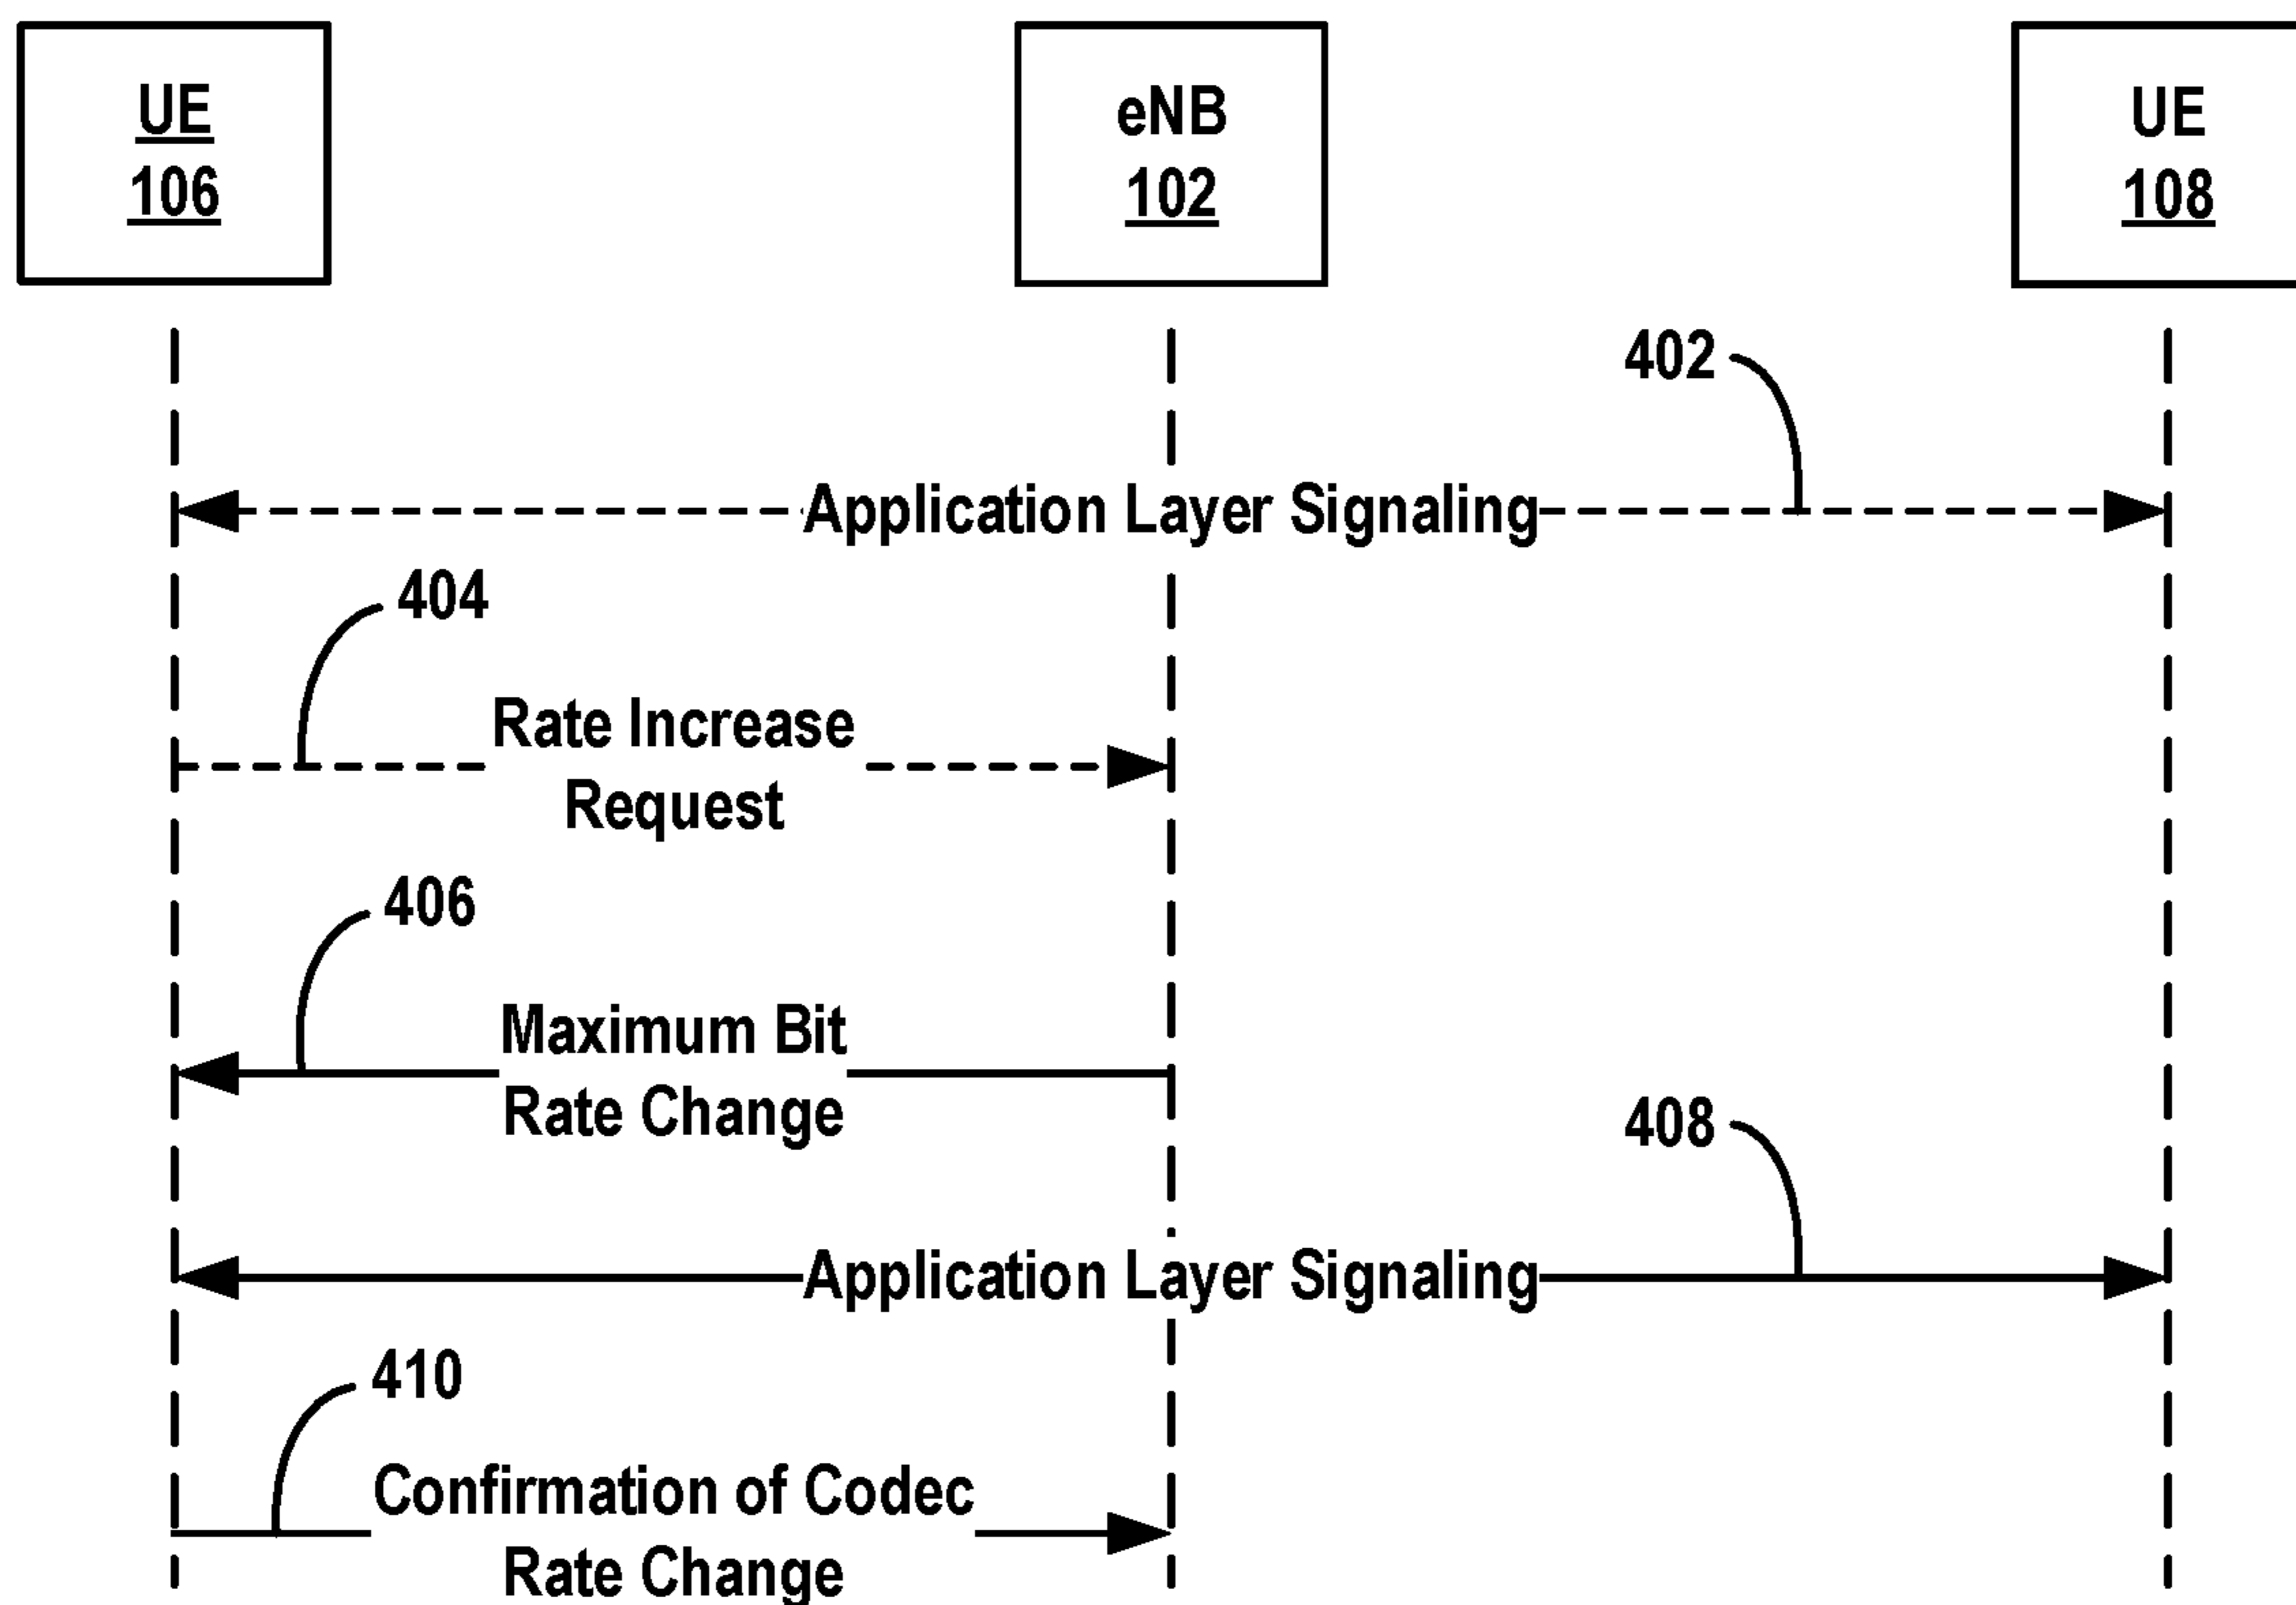 UE
106
eNB
102
UE
108
402
Application Layer Signaling
404
Rate Increase
Request
406
Maximum Bit
Rate Change
408
Application Layer Signaling
410
Confirmation of Codec
Rate Change